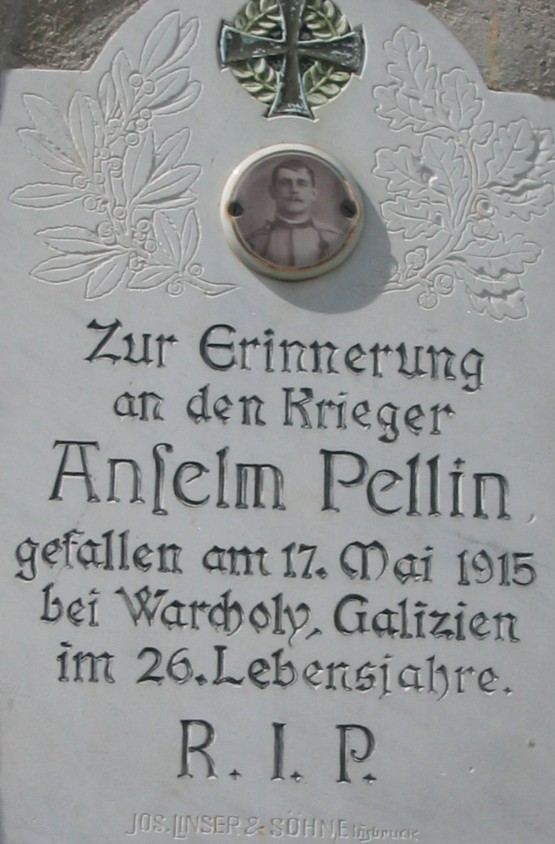 Zur Erinnerung
an den Krieger
Anſelm Pellin,
gefallen am 17. Mai 1915
bei Warcholy, Galizien
im 26. Lebensjahre.
R. I. P.
JOS. LINSER & SÖHNE Innsbruck